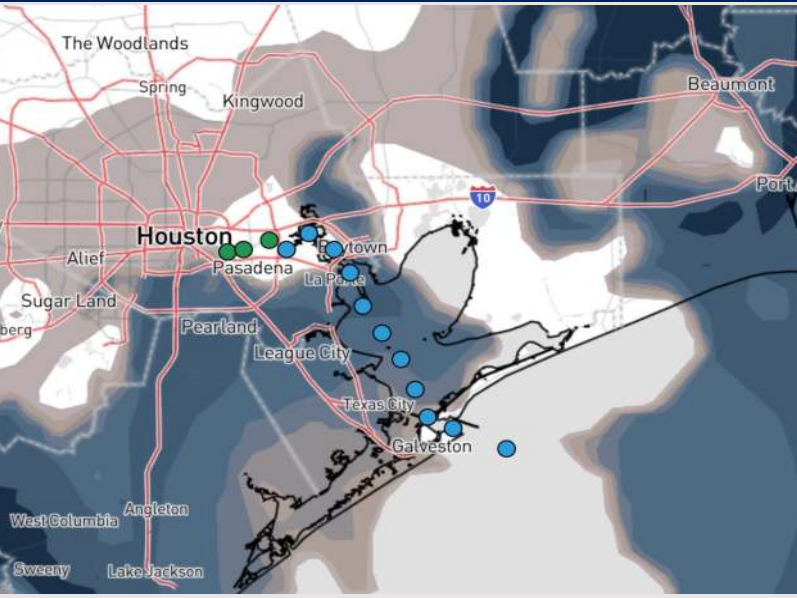 The Woodlands
Spring
Kingwood
Beaumont
10
Port
Houston
Alief
Pasadena
La Porte
Sugar Land
berg
Pearland
League City
Texas City
Galveston
West Columbia
Angleton
Sweeny
Lake Jackson